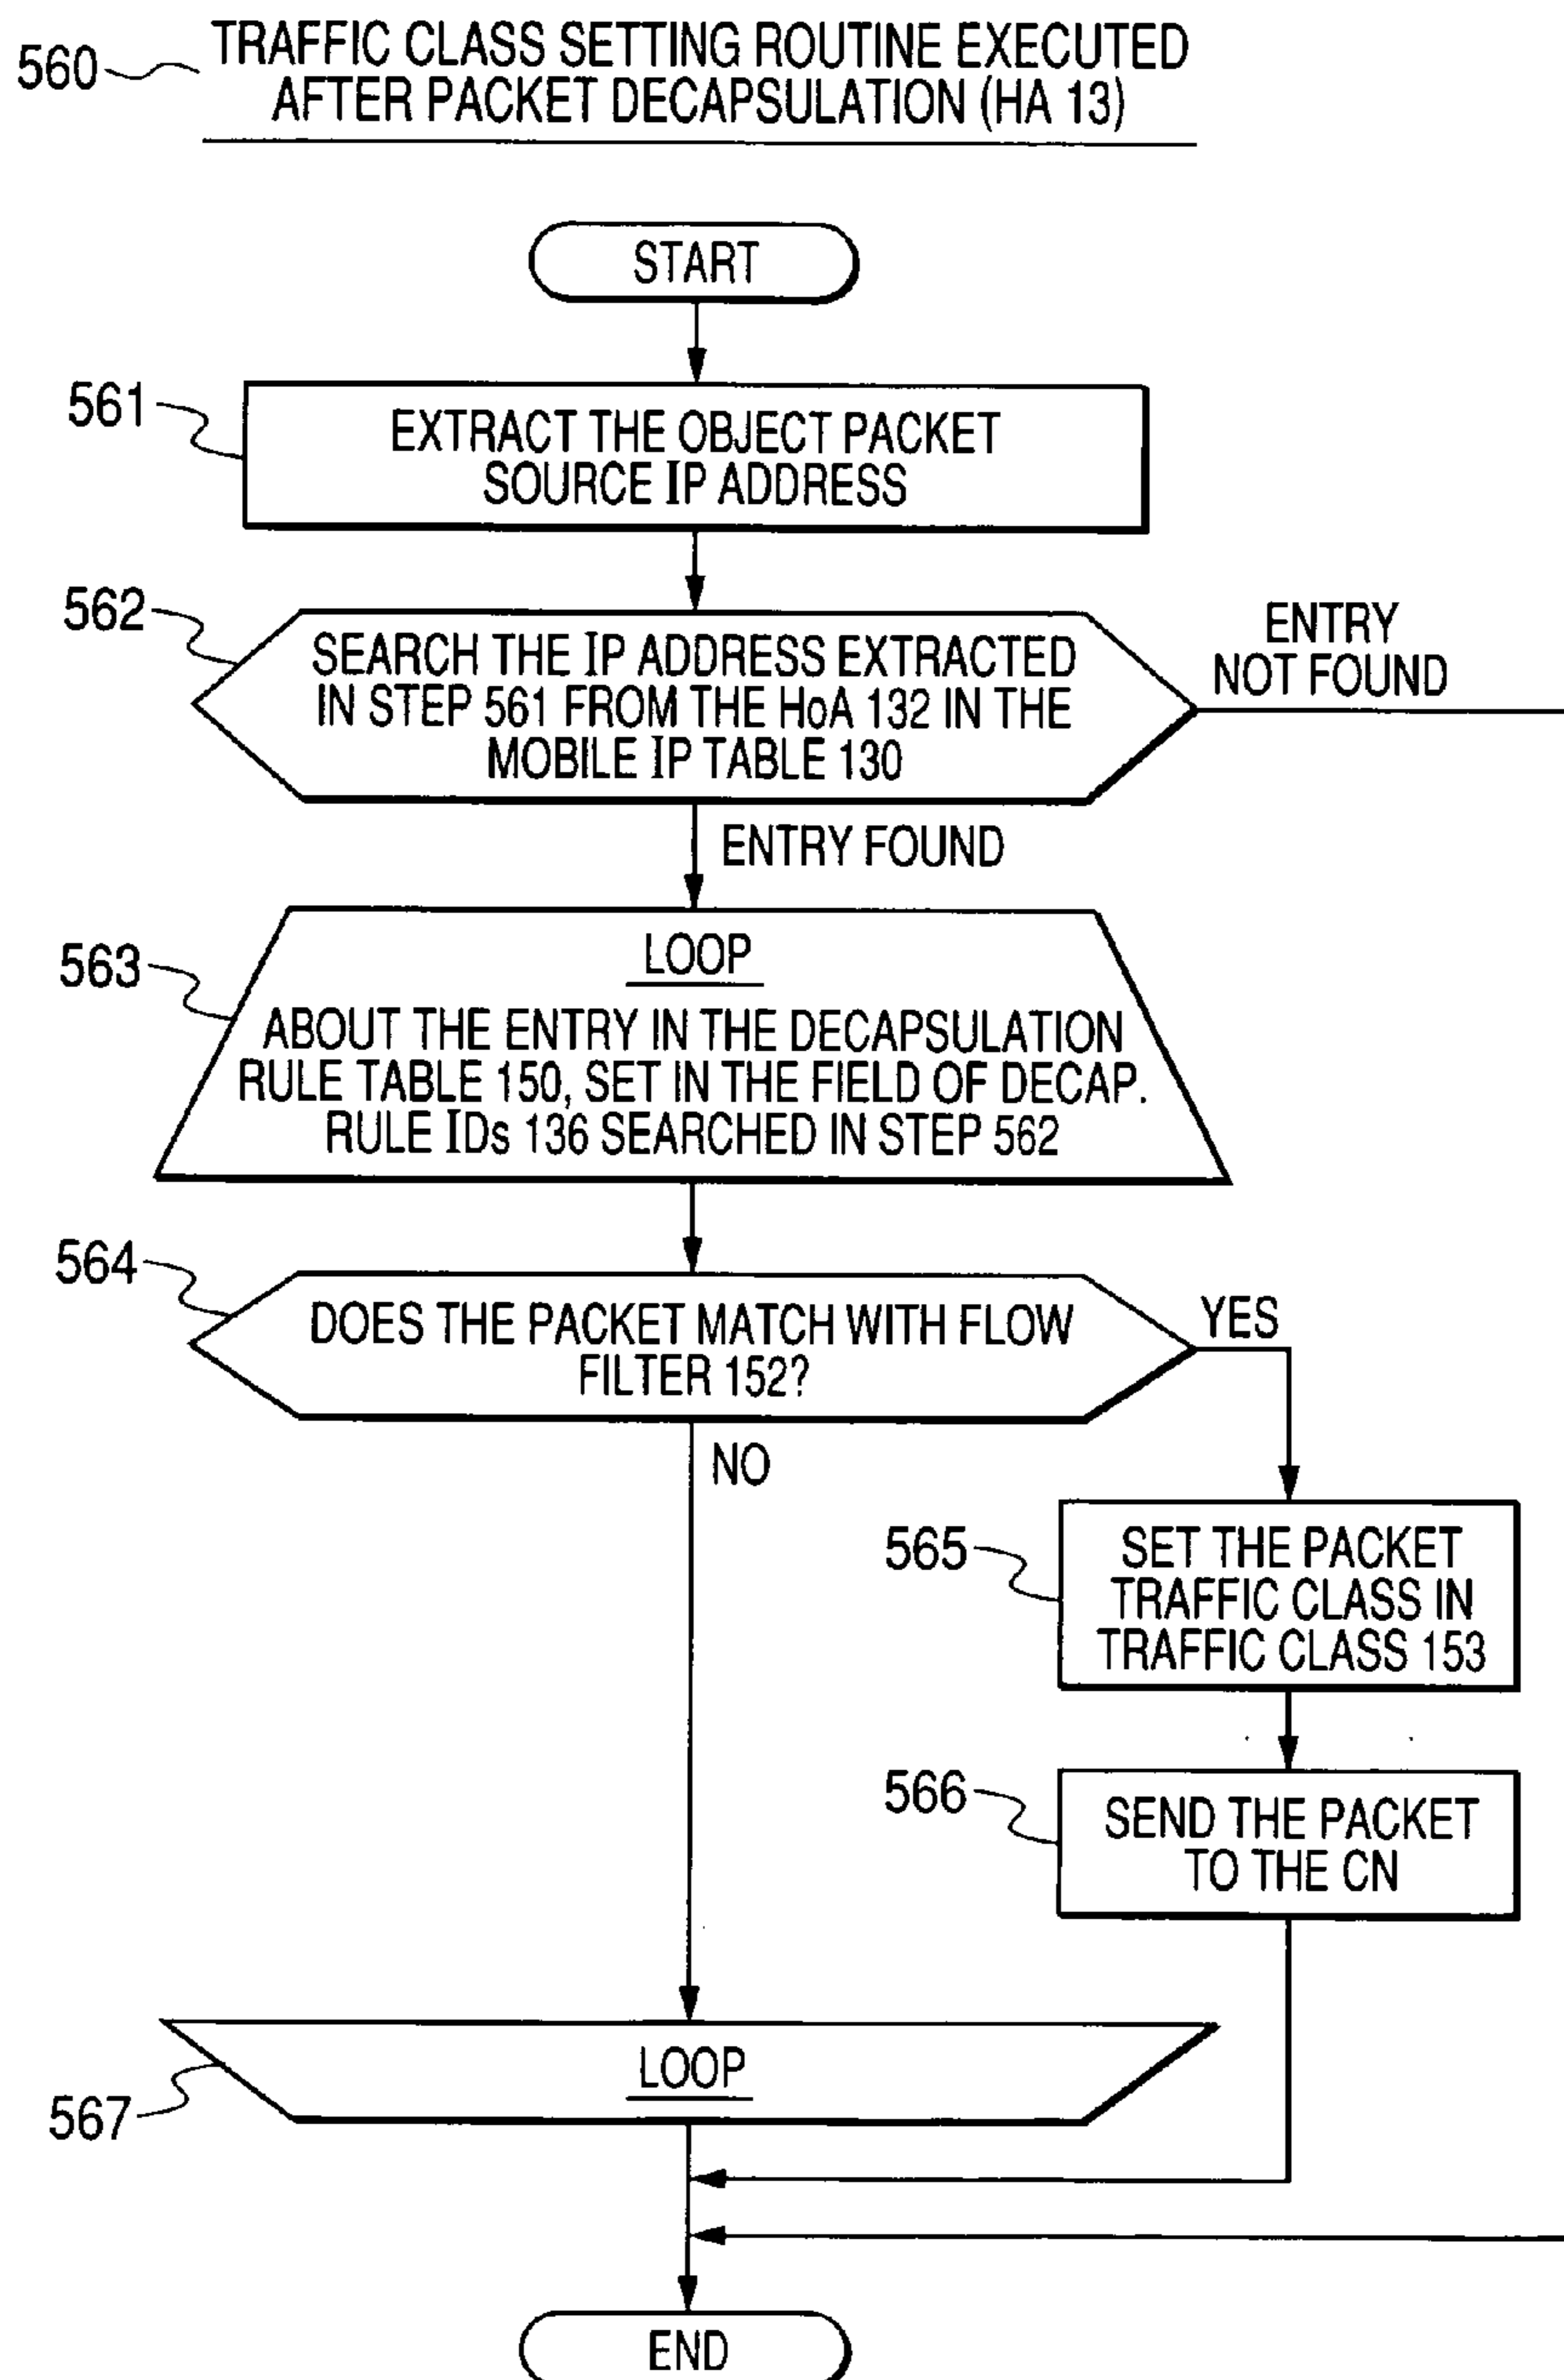 560
TRAFFIC CLASS SETTING ROUTINE EXECUTED
AFTER PACKET DECAPSULATION (HA 13)
START
561
EXTRACT THE OBJECT PACKET
SOURCE IP ADDRESS
562
SEARCH THE IP ADDRESS EXTRACTED
IN STEP 561 FROM THE HoA 132 IN THE
MOBILE IP TABLE 130
ENTRY
NOT FOUND
ENTRY FOUND
563
LOOP
ABOUT THE ENTRY IN THE DECAPSULATION
RULE TABLE 150, SET IN THE FIELD OF DECAP.
RULE IDs 136 SEARCHED IN STEP 562
564
DOES THE PACKET MATCH WITH FLOW
FILTER 152?
YES
NO
565
SET THE PACKET
TRAFFIC CLASS IN
TRAFFIC CLASS 153
566
SEND THE PACKET
TO THE CN
567
LOOP
END